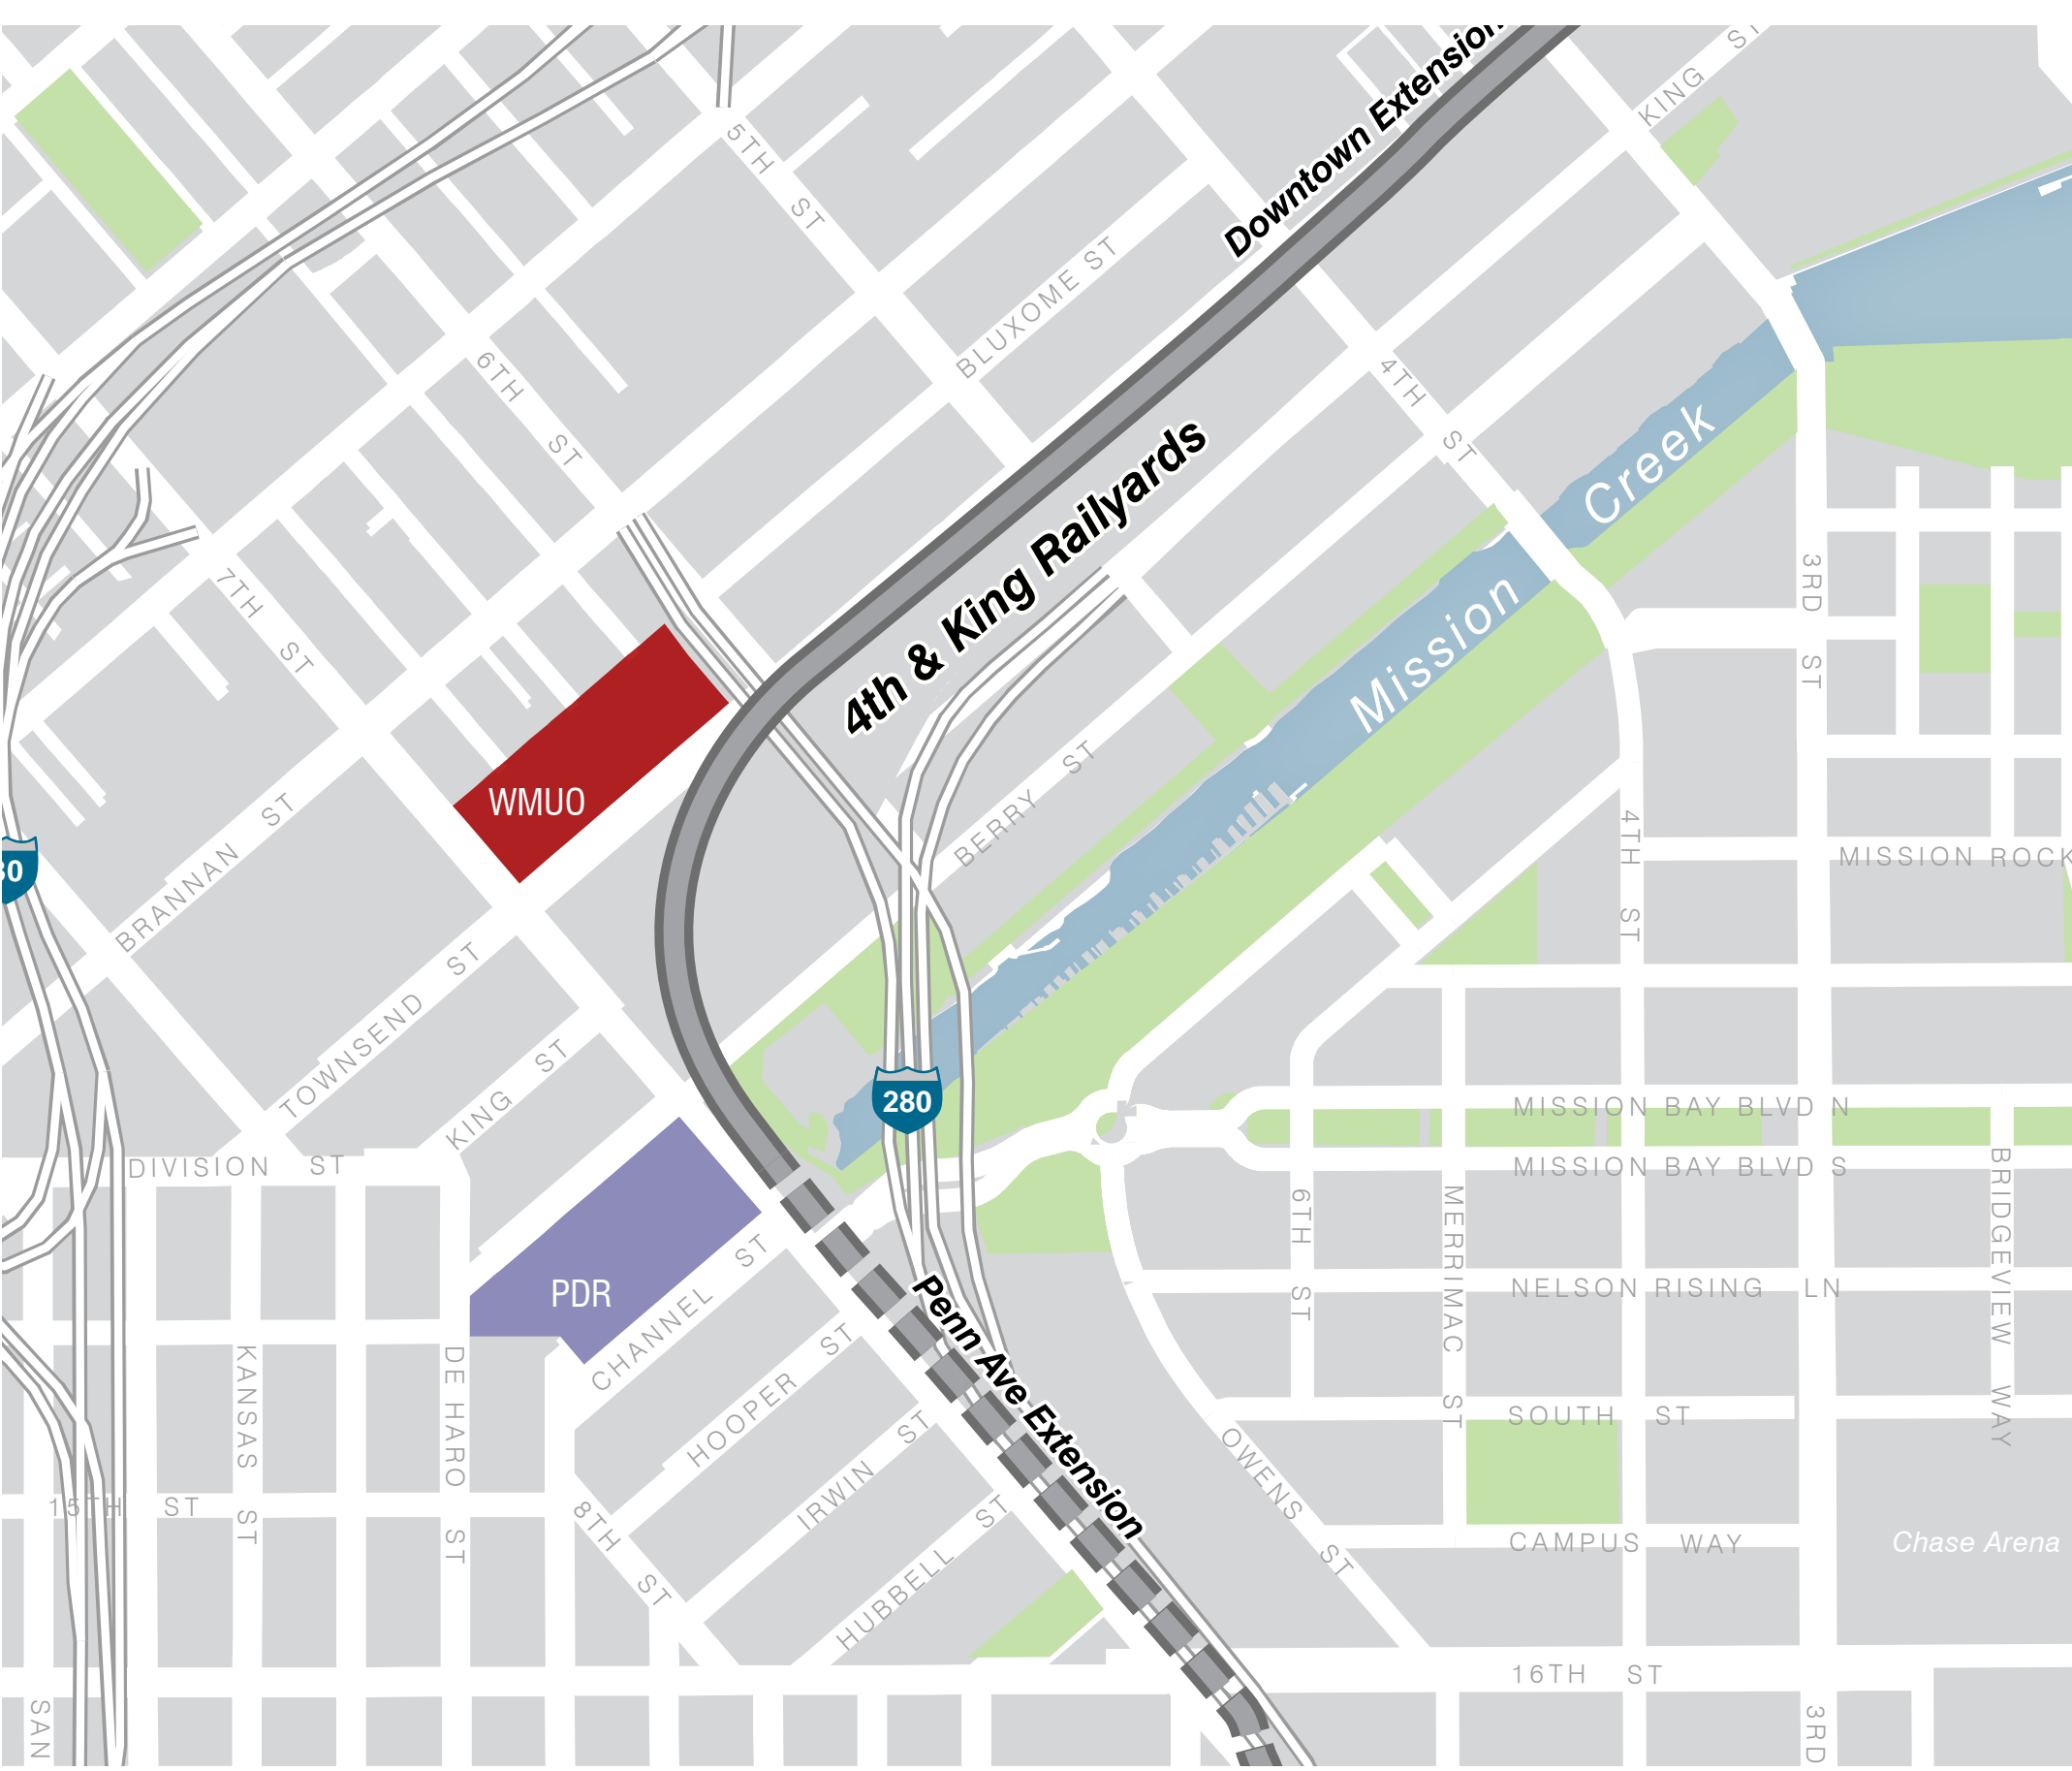 Downtown Extension
KING ST
5TH ST
BLUXOME ST
6TH ST
4TH ST
Creek
4th & King Railyards
Mission
3RD ST
7TH ST
WMUO
BERRY ST
BRANNAN ST
80
4TH ST
MISSION ROCK
TOWNSEND ST
KING ST
280
MISSION BAY BLVD N
DIVISION ST
MISSION BAY BLVD S
6TH ST
MERRIMAC ST
BRIDGEVIEW WAY
PDR
CHANNEL ST
NELSON RISING LN
Penn Ave Extension
HOOPER ST
KANSAS ST
DE HARO ST
SOUTH ST
IRWIN ST
OWENS ST
15TH ST
8TH ST
HUBBELL ST
CAMPUS WAY
Chase Arena
16TH ST
SAN
3RD